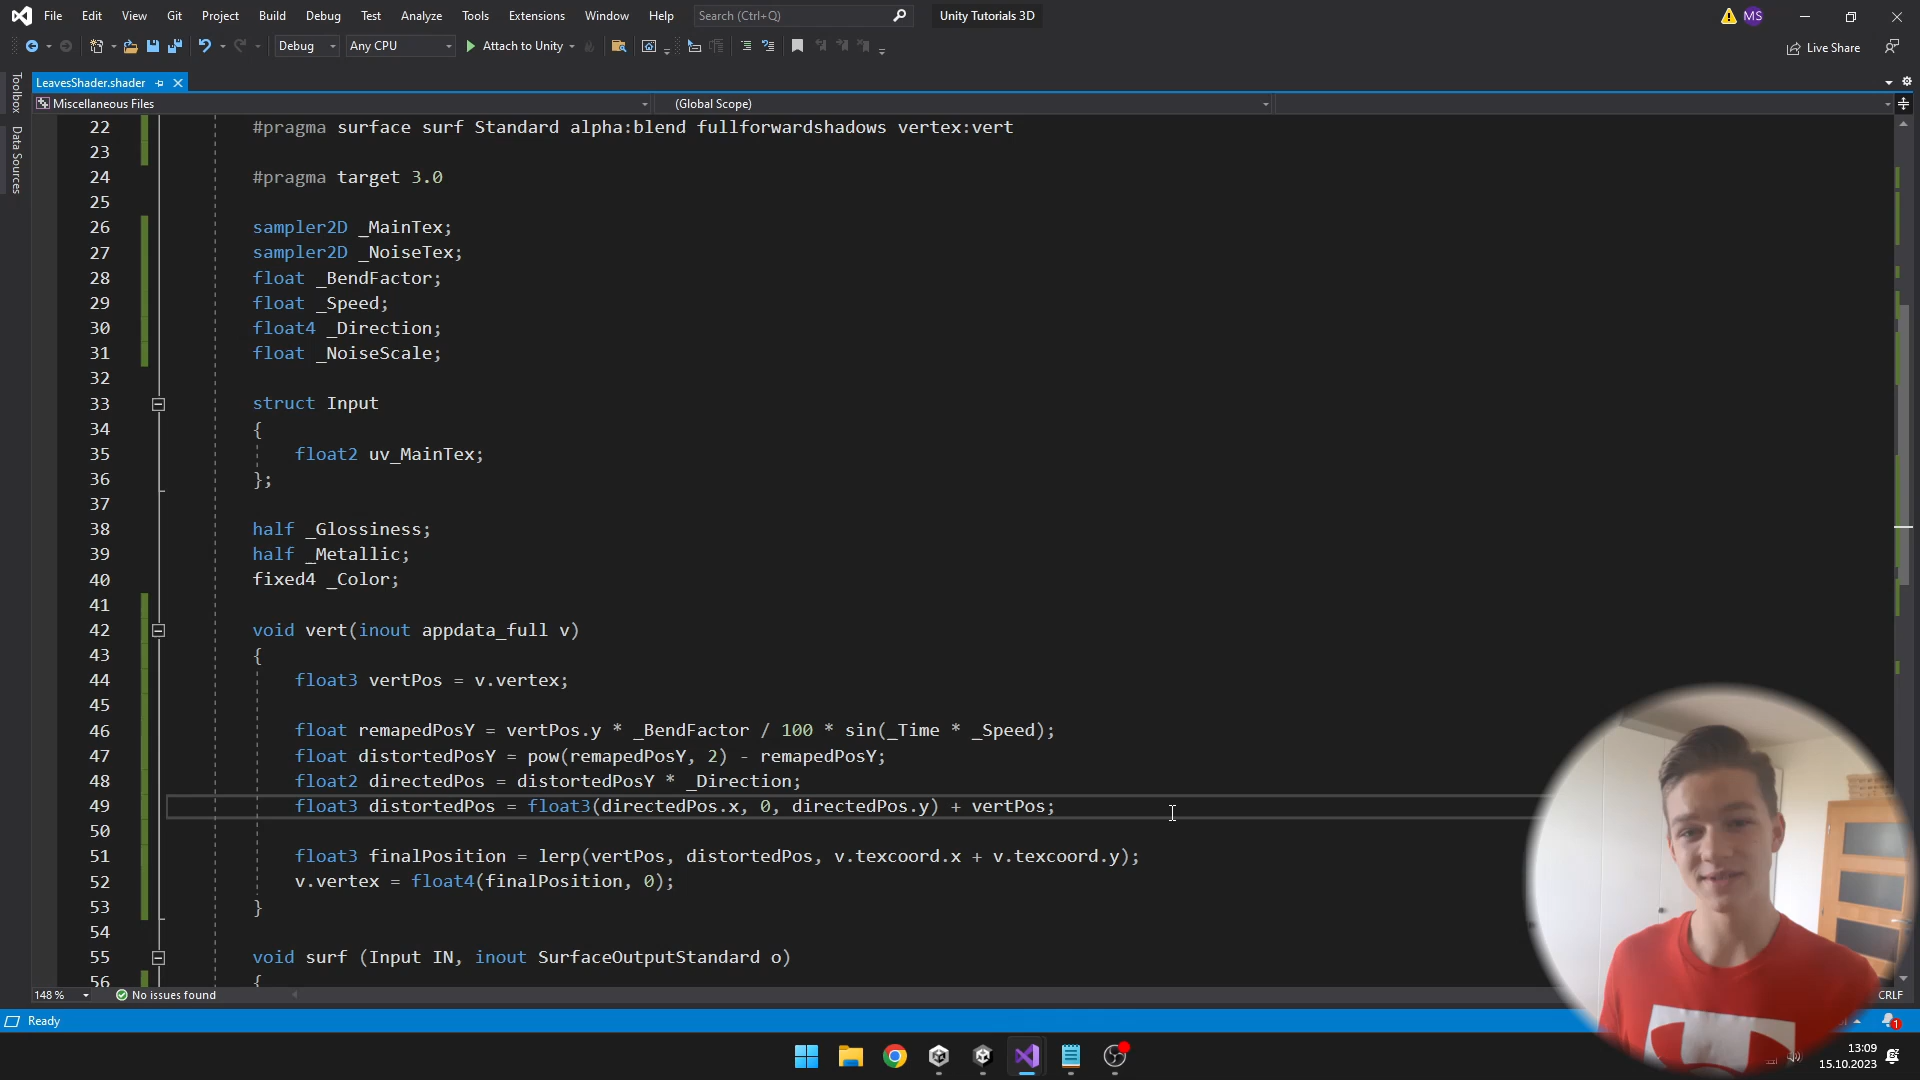 File Edit View Git Project Build Debug Test Analyze Tools Extensions Window Help Search (Ctrl+Q) Unity Tutorials 3D MS
Debug Any CPU Attach to Unity Live Share
LeavesShader.shader
Miscellaneous Files (Global Scope)
Toolbox
Data Sources
22 #pragma surface surf Standard alpha:blend fullforwardshadows vertex:vert
23
24 #pragma target 3.0
25
26 sampler2D _MainTex;
27 sampler2D _NoiseTex;
28 float _BendFactor;
29 float _Speed;
30 float4 _Direction;
31 float _NoiseScale;
32
33 struct Input
34 {
35 float2 uv_MainTex;
36 };
37
38 half _Glossiness;
39 half _Metallic;
40 fixed4 _Color;
41
42 void vert(inout appdata_full v)
43 {
44 float3 vertPos = v.vertex;
45
46 float remapedPosY = vertPos.y * _BendFactor / 100 * sin(_Time * _Speed);
47 float distortedPosY = pow(remapedPosY, 2) - remapedPosY;
48 float2 directedPos = distortedPosY * _Direction;
49 float3 distortedPos = float3(directedPos.x, 0, directedPos.y) + vertPos;
50
51 float3 finalPosition = lerp(vertPos, distortedPos, v.texcoord.x + v.texcoord.y);
52 v.vertex = float4(finalPosition, 0);
53 }
54
55 void surf (Input IN, inout SurfaceOutputStandard o)
56 {
148 % No issues found CRLF
Ready 1
13:09
15.10.2023